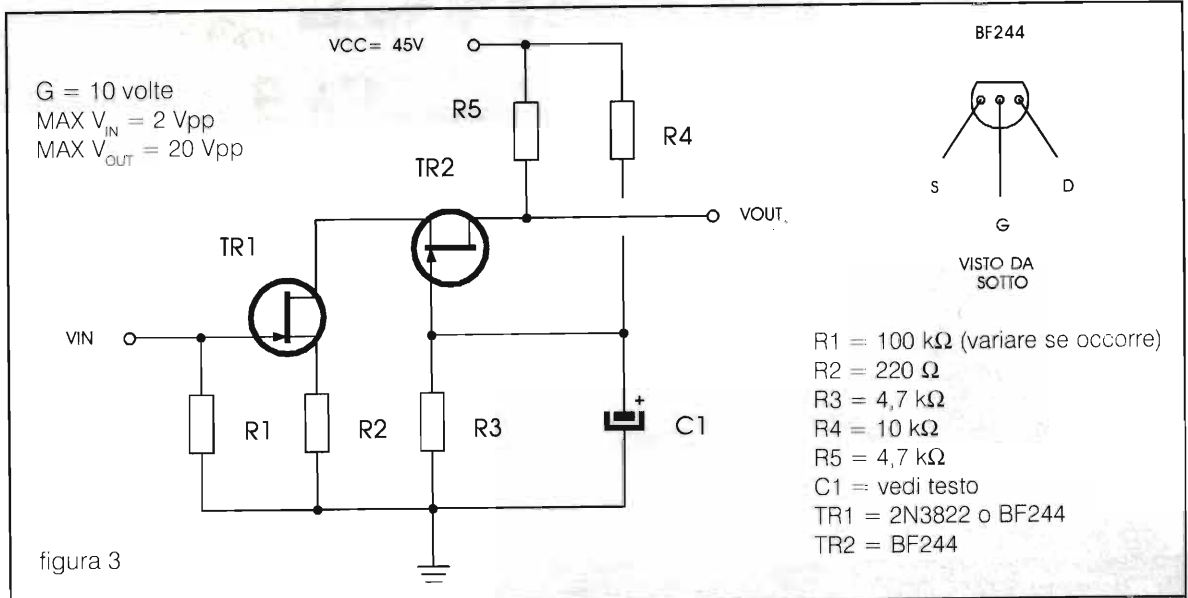 VCC= 45V
BF244
G = 10 volte
MAX V_IN = 2 Vpp
MAX V_OUT = 20 Vpp
R5
R4
TR2
S
D
G
VOUT
TR1
VISTO DA
SOTTO
VIN
R1 = 100 kΩ (variare se occorre)
R2 = 220 Ω
R3 = 4,7 kΩ
R4 = 10 kΩ
R5 = 4,7 kΩ
C1 = vedi testo
TR1 = 2N3822 o BF244
TR2 = BF244
R1
R2
R3
+
C1
figura 3